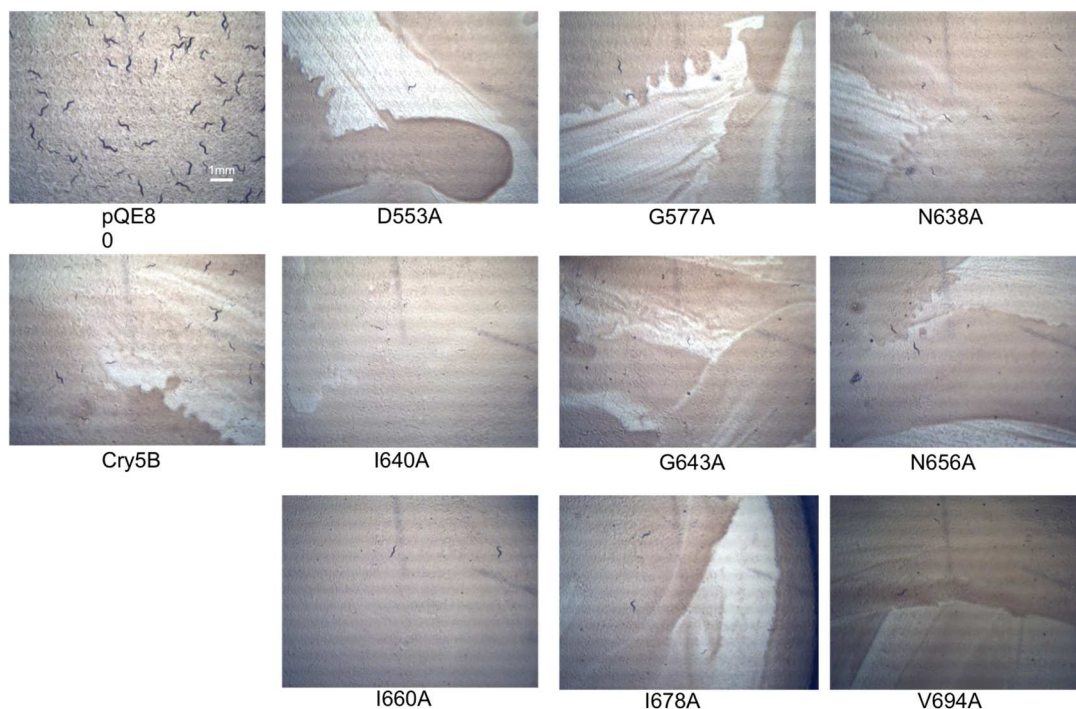 1mm
pQE8
0
D553A
G577A
N638A
Cry5B
I640A
G643A
N656A
I660A
I678A
V694A